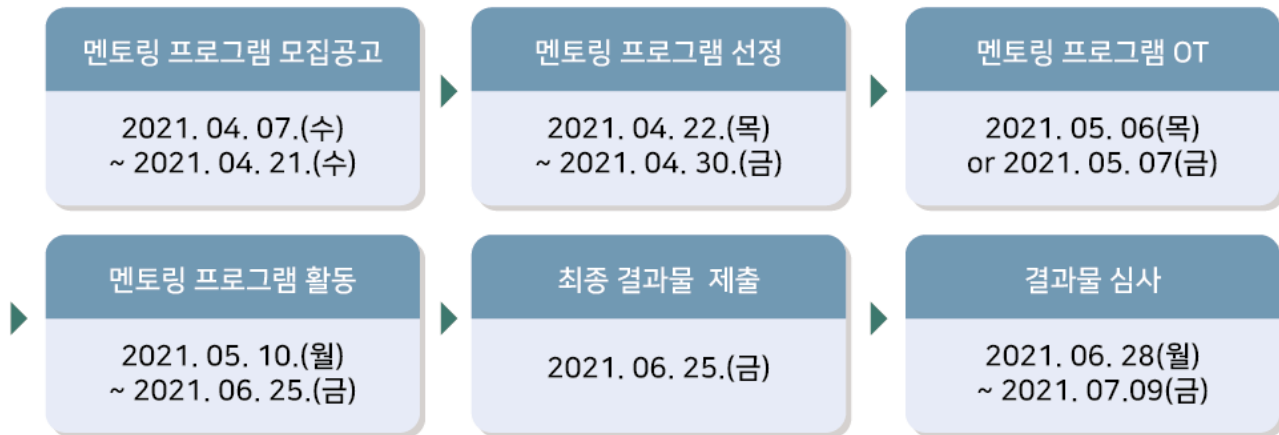 멘토링 프로그램 모집공고
2021. 04. 07.(수)
~ 2021. 04. 21.(수)
멘토링 프로그램 선정
2021. 04. 22.(목)
~ 2021. 04. 30.(금)
멘토링 프로그램 OT
2021. 05. 06(목)
or 2021. 05. 07(금)
멘토링 프로그램 활동
2021. 05. 10.(월)
~ 2021. 06. 25.(금)
최종 결과물  제출
2021. 06. 25.(금)
결과물 심사
2021. 06. 28(월)
~ 2021. 07.09(금)